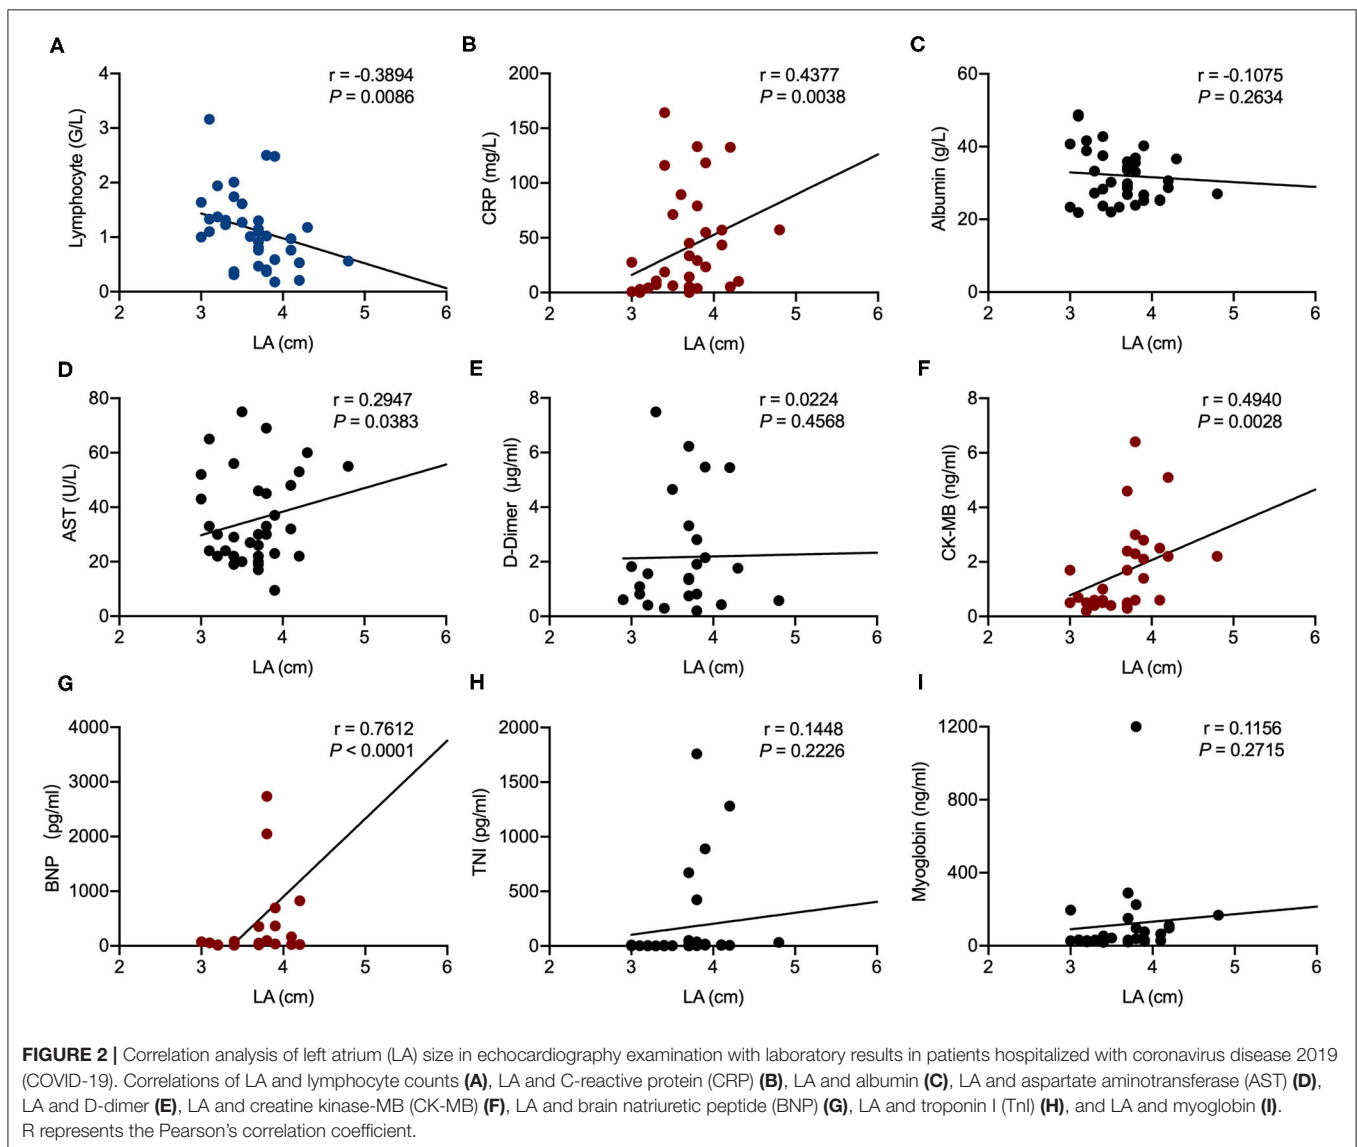 A
r = -0.3894
P = 0.0086
Lymphocyte (G/L)
4
3
2
1
0
2 3 4 5 6
LA (cm)
B
r = 0.4377
P = 0.0038
CRP (mg/L)
200
150
100
50
0
2 3 4 5 6
LA (cm)
C
r = -0.1075
P = 0.2634
Albumin (g/L)
60
40
20
0
2 3 4 5 6
LA (cm)
D
r = 0.2947
P = 0.0383
AST (U/L)
80
60
40
20
0
2 3 4 5 6
LA (cm)
E
r = 0.0224
P = 0.4568
D-Dimer (µg/ml)
8
6
4
2
0
2 3 4 5 6
LA (cm)
F
r = 0.4940
P = 0.0028
CK-MB (ng/ml)
8
6
4
2
0
2 3 4 5 6
LA (cm)
G
r = 0.7612
P < 0.0001
BNP (pg/ml)
4000
3000
2000
1000
0
2 3 4 5 6
LA (cm)
H
r = 0.1448
P = 0.2226
TNI (pg/ml)
2000
1500
1000
500
0
2 3 4 5 6
LA (cm)
I
r = 0.1156
P = 0.2715
Myoglobin (ng/ml)
1200
800
400
0
2 3 4 5 6
LA (cm)
FIGURE 2 | Correlation analysis of left atrium (LA) size in echocardiography examination with laboratory results in patients hospitalized with coronavirus disease 2019
(COVID-19). Correlations of LA and lymphocyte counts (A), LA and C-reactive protein (CRP) (B), LA and albumin (C), LA and aspartate aminotransferase (AST) (D),
LA and D-dimer (E), LA and creatine kinase-MB (CK-MB) (F), LA and brain natriuretic peptide (BNP) (G), LA and troponin I (TnI) (H), and LA and myoglobin (I).
R represents the Pearson's correlation coefficient.